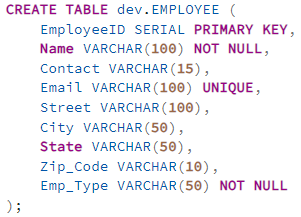 CREATE TABLE dev.EMPLOYEE (
    EmployeeID SERIAL PRIMARY KEY,
    Name VARCHAR(100) NOT NULL,
    Contact VARCHAR(15),
    Email VARCHAR(100) UNIQUE,
    Street VARCHAR(100),
    City VARCHAR(50),
    State VARCHAR(50),
    Zip_Code VARCHAR(10),
    Emp_Type VARCHAR(50) NOT NULL
);